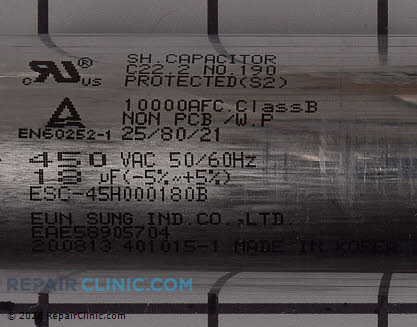 SH CAPACITOR
C22.2 NO.190
PROTECTED(S2)
c RU us
10000AFC,ClassB
NON PCB /W.P
EN60252-1 25/80/21
450 VAC 50/60Hz
18 µF(-5%~+5%)
ESC-45H000180B
EUN SUNG IND.CO.,LTD.
EAE58905704
200813 401015-1 MADE IN KOREA
REPAIRCLINIC.COM®
RepairClinic.com